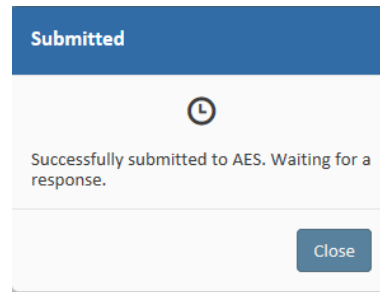 Submitted
Successfully submitted to AES. Waiting for a
response.
Close